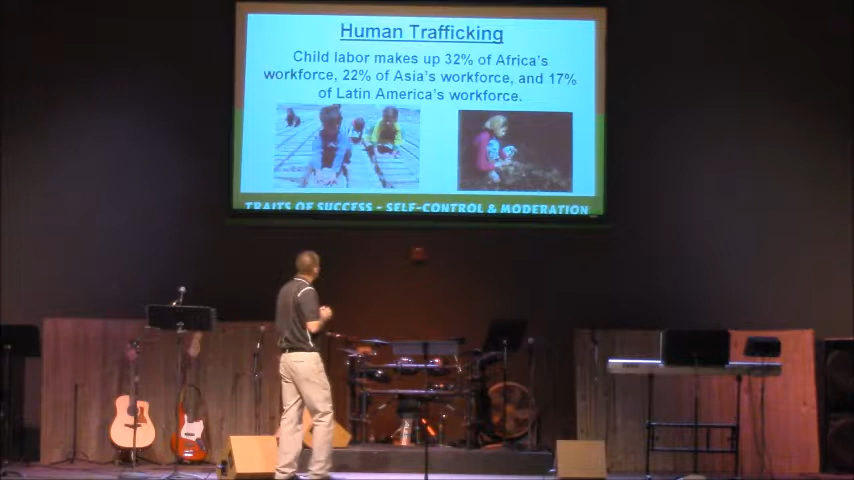 Human Trafficking
Child labor makes up 32% of Africa's
workforce, 22% of Asia's workforce, and 17%
of Latin America's workforce.
TRAITS OF SUCCESS - SELF-CONTROL & MODERATION